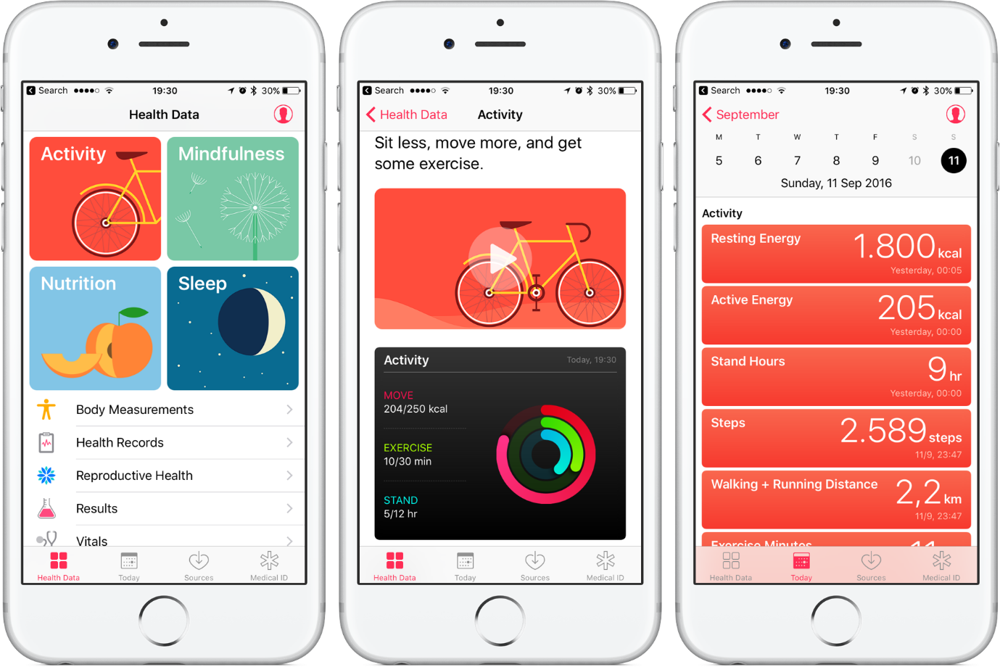 Search
19:30
30%
Health Data
Activity
Mindfulness
Nutrition
Sleep
Body Measurements
Health Records
Reproductive Health
Results
Vitals
Health Data
Today
Sources
Medical ID
Search
19:30
30%
Health Data
Activity
Sit less, move more, and get
some exercise.
Activity
Today, 19:30
MOVE
204/250 kcal
EXERCISE
10/30 min
STAND
5/12 hr
Health Data
Today
Sources
Medical ID
Search
19:30
30%
September
M T W T F S S
5 6 7 8 9 10 11
Sunday, 11 Sep 2016
Activity
Resting Energy
1.800 kcal
Yesterday, 00:05
Active Energy
205 kcal
Yesterday, 00:00
Stand Hours
9 hr
Yesterday, 00:00
Steps
2.589 steps
11/9, 23:47
Walking + Running Distance
2,2 km
11/9, 23:47
Exercise Minutes
Health Data
Today
Sources
Medical ID